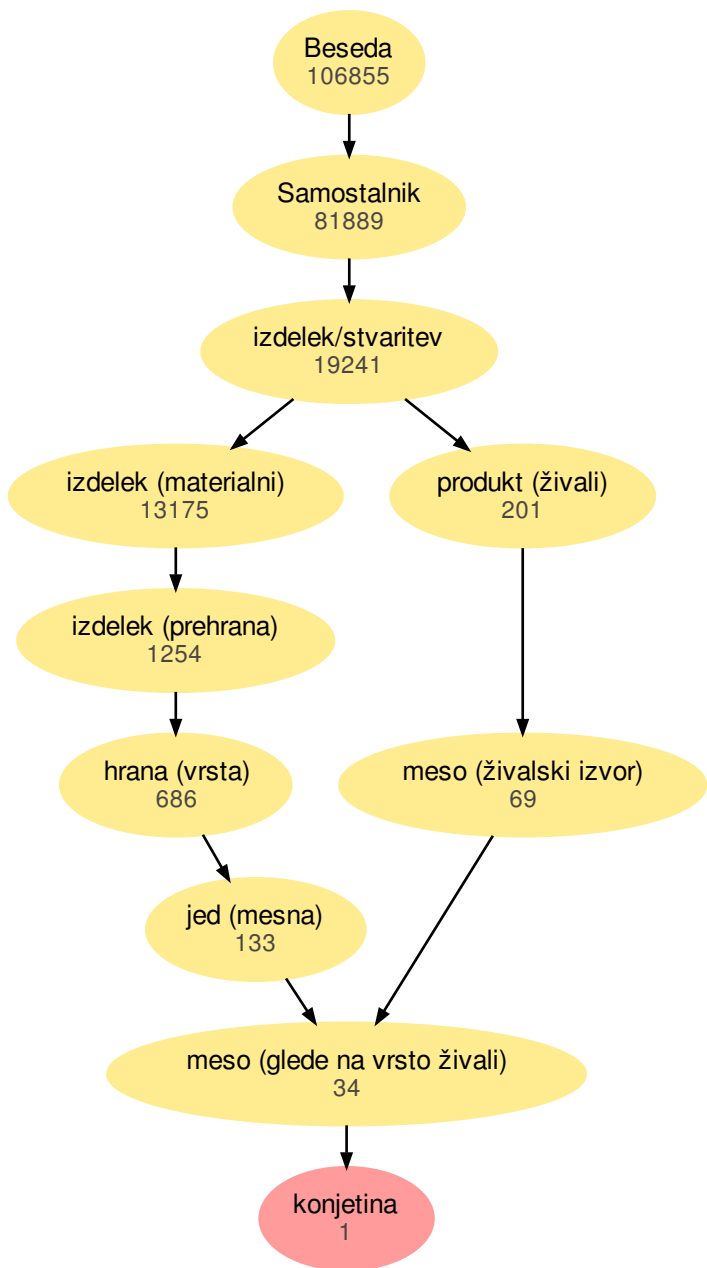 Beseda
106855
Samostalnik
81889
izdelek/stvaritev
19241
izdelek (materialni)
13175
produkt (živali)
201
izdelek (prehrana)
1254
hrana (vrsta)
686
meso (živalski izvor)
69
jed (mesna)
133
meso (glede na vrsto živali)
34
konjetina
1